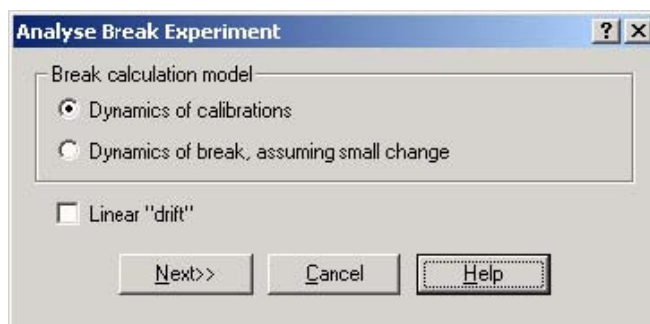 Analyse Break Experiment
Break calculation model
Dynamics of calibrations
Dynamics of break, assuming small change
Linear "drift"
Next>> Cancel Help